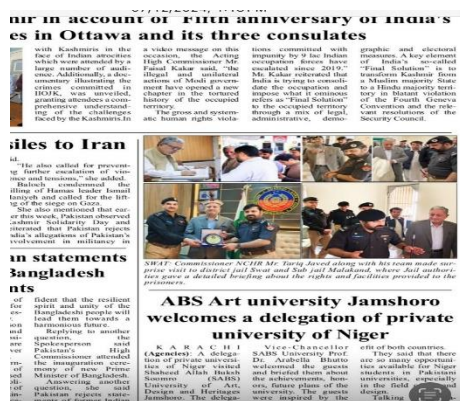 nir in account of Fifth anniversary of India's
es in Ottawa and its three consulates
with Kashmiris in the
face of Indian atrocities
which were attended by a
large number of audi-
ence. Additionally, a doc-
umentary illustrating the
crimes committed in
IIOJK, was unveiled,
granting attendees a com-
prehensive understand-
ing of the challenges
faced by the Kashmiris.In
a video message on this
occasion, the Acting
High Commissioner Mr.
Faisal Kakar said, "the
illegal and unilateral
actions of Modi govern-
ment have opened a new
chapter in the tortured
history of the occupied
territory.
The gross and system-
atic human rights viola-
tions committed with
impunity by 9 lac Indian
occupation forces have
escalated since 2019."
Mr. Kakar reiterated that
India is trying to consoli-
date the occupation and
impose what it ominous
refers as "Final Solution"
to the occupied territory
through a mix of legal,
administrative, demo-
graphic and electoral
measures. A key element
of India's so-called
"Final Solution" is to
transform Kashmir from
a Muslim majority State
to a Hindu majority terri-
tory in blatant violation
of the Fourth Geneva
Convention and the rele-
vant resolutions of the
Security Council.
siles to Iran
id.
"He also called for prevent-
ng further escalation of vio-
nce and tensions," she added.
Baloch condemned the
illing of Hamas leader Ismail
aniyeh and called for the lift-
g of the siege on Gaza.
She also mentioned that ear-
er this week, Pakistan observed
ashmir Solidarity Day and
iterated that Pakistan rejects
ndia's allegations of Pakistan's
volvement in militancy in
SWAT: Commissioner NCHR Mr Tariq Javed along with his team made sur-
prise visit to district jail Swat and Sub jail Malakand, where Jail authori-
ties gave a detailed briefing about the rights and facilities provided to the
prisoners.
an statements
Bangladesh
nts
fident that the resilient
spirit and unity of the
Bangladeshi people will
lead them towards a
harmonious future.
Replying to another
question, the
Spokesperson said
Pakistan's High
Commissioner attended
the inauguration cere-
mony of new Prime
Minister of Bangladesh.
Answering another
question, she said
Pakistan rejects state-
ABS Art university Jamshoro
welcomes a delegation of private
university of Niger
KARACHI
(Agencies): A delega-
tion of private universi-
ties of Niger visited
Shaheed Allah Buksh
Soomro (SABS)
University of Art,
Design and Heritages
Jamshoro. The delega-
Vice-Chancellor
SABS University Prof.
Dr. Arabella Bhutto
welcomed the guests
and briefed them about
the achievements, hon-
ors, future plans of the
university. The guests
were inspired by the
efit of both countries.
They said that there
are so many opportuni-
ties available for Niger
students in Pakistani
universities, especially
in the field of
design.
Talking